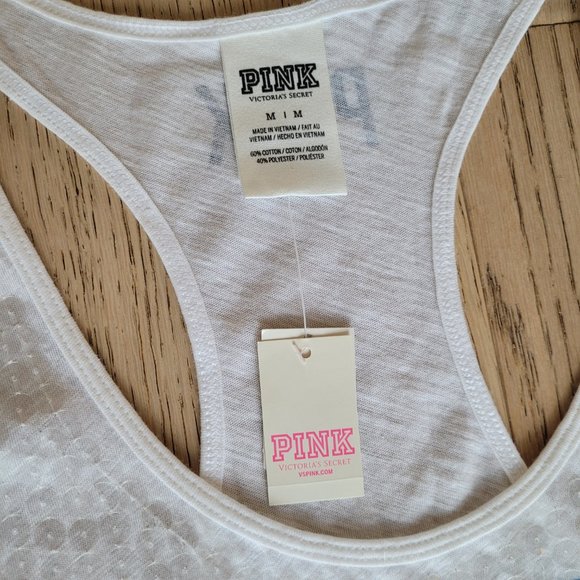 PINK
VICTORIA'S SECRET
M | M
MADE IN VIETNAM / FAIT AU
VIETNAM / HECHO EN VIETNAM
60% COTTON / COTON / ALGODÓN
40% POLYESTER / POLIÉSTER
PINK
VICTORIA'S SECRET
VSPINK.COM